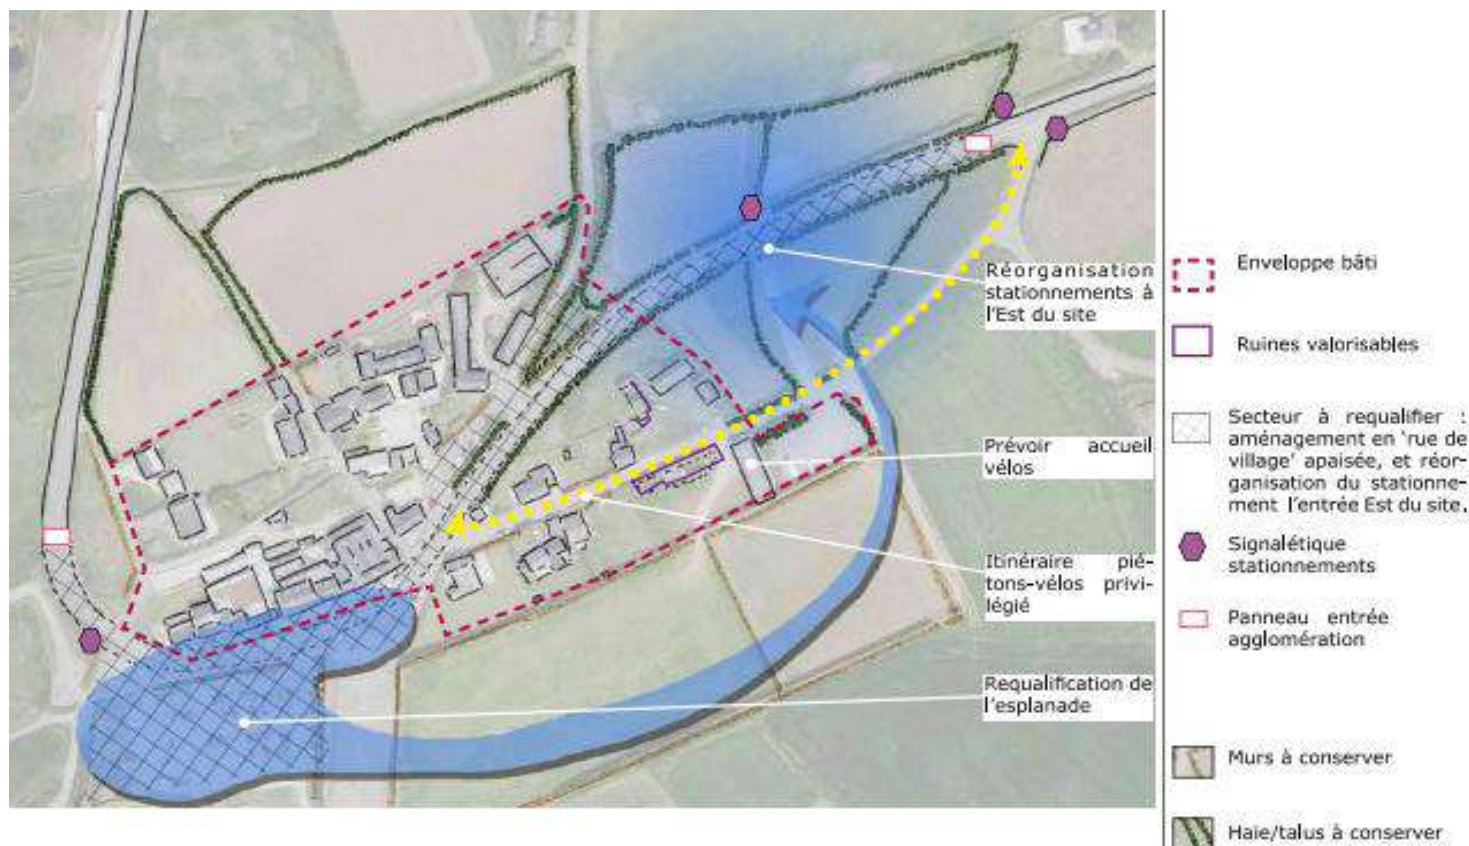 Réorganisation
stationnements à
l'Est du site
Prévoir accueil
vélos
Itinéraire pié-
tons-vélos privi-
légié
Requalification de
l'esplanade
Enveloppe bâti
Ruines valorisables
Secteur à requalifier :
aménagement en 'rue de
village' apaisée, et réor-
ganisation du stationne-
ment l'entrée Est du site.
Signalétique
stationnements
Panneau entrée
agglomération
Murs à conserver
Haie/talus à conserver